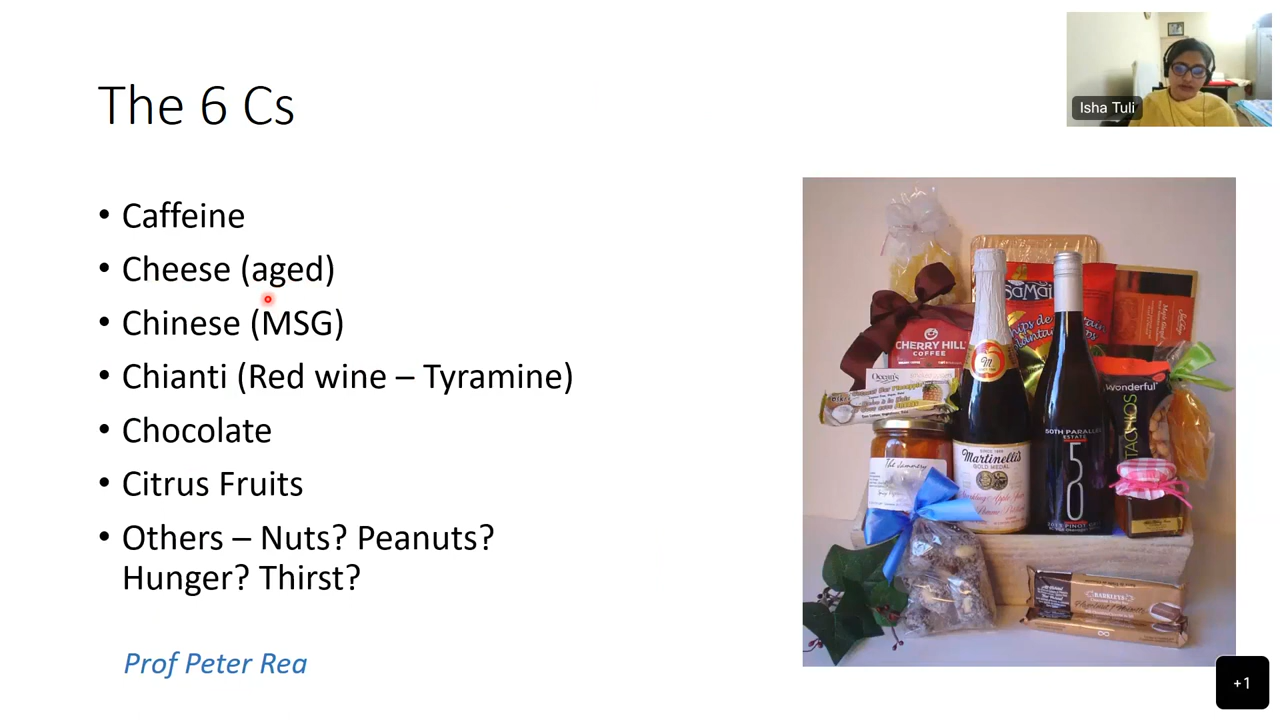 The 6 Cs
Isha Tuli
• Caffeine
• Cheese (aged)
• Chinese (MSG)
• Chianti (Red wine – Tyramine)
• Chocolate
• Citrus Fruits
• Others – Nuts? Peanuts?
Hunger? Thirst?
Prof Peter Rea
CHERRY HILL
COFFEE
Martinelli's
GOLD MEDAL
50TH PARALLEL
ESTATE
50
Wonderful
+1